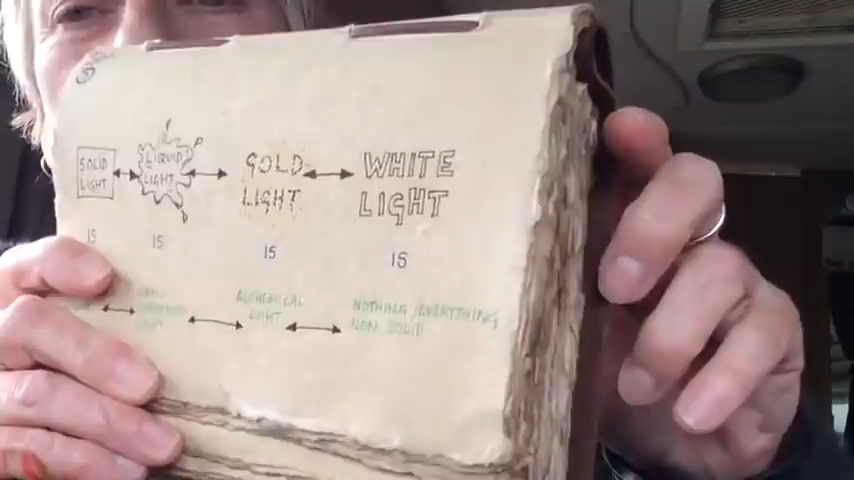 SOLID LIGHT
LIQUID LIGHT
GOLD LIGHT
WHITE LIGHT
IS IS IS IS
ALCHEMICAL LIGHT
NOTHING/EVERYTHING
NON SOLID